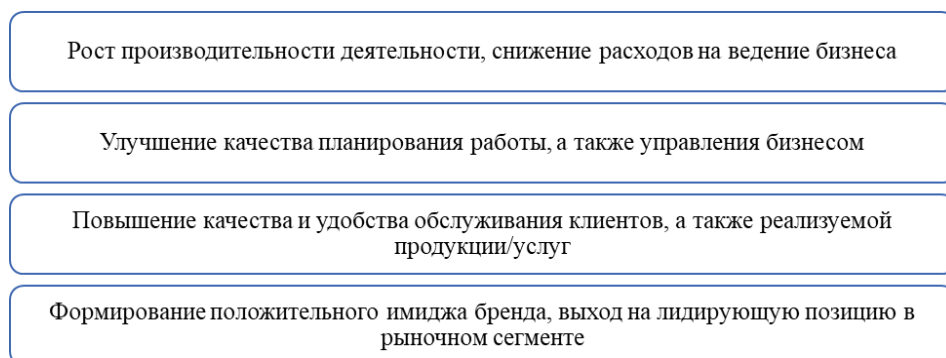 Рост производительности деятельности, снижение расходов на ведение бизнеса
Улучшение качества планирования работы, а также управления бизнесом
Повышение качества и удобства обслуживания клиентов, а также реализуемой
продукции/услуг
Формирование положительного имиджа бренда, выход на лидирующую позицию в
рыночном сегменте